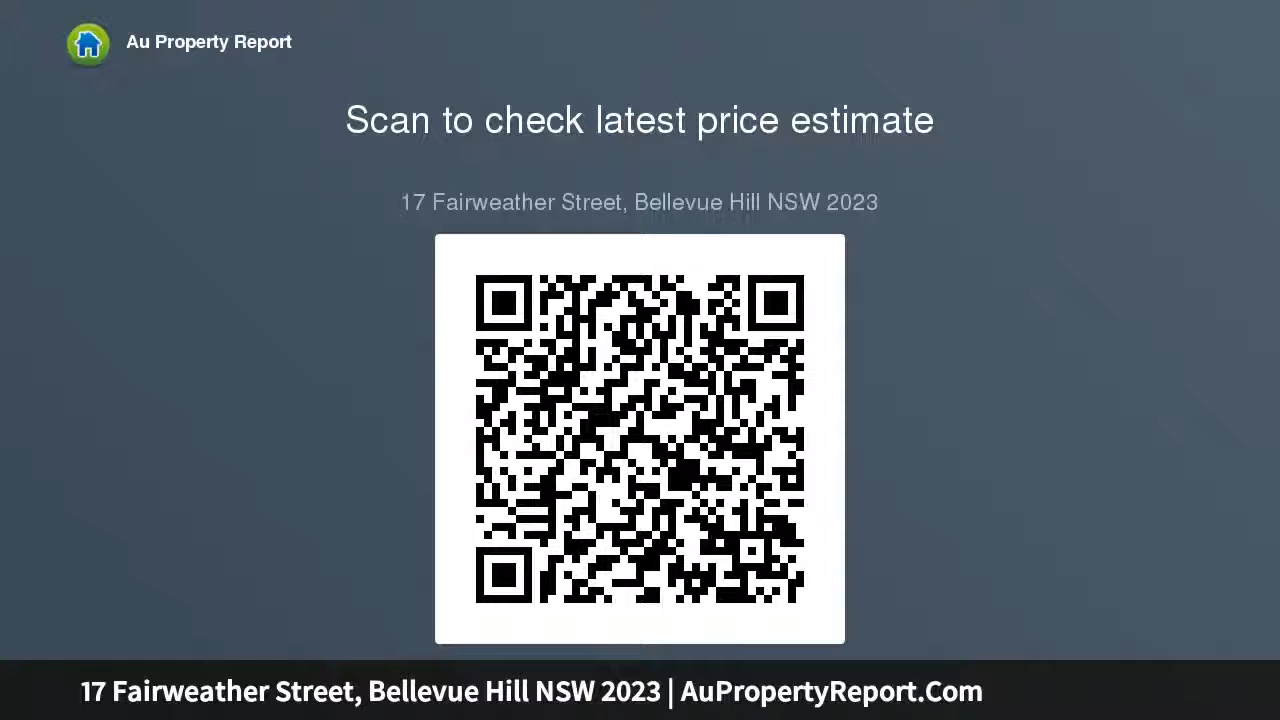 Au Property Report
Scan to check latest price estimate
17 Fairweather Street, Bellevue Hill NSW 2023
17 Fairweather Street, Bellevue Hill NSW 2023 | AuPropertyReport.Com